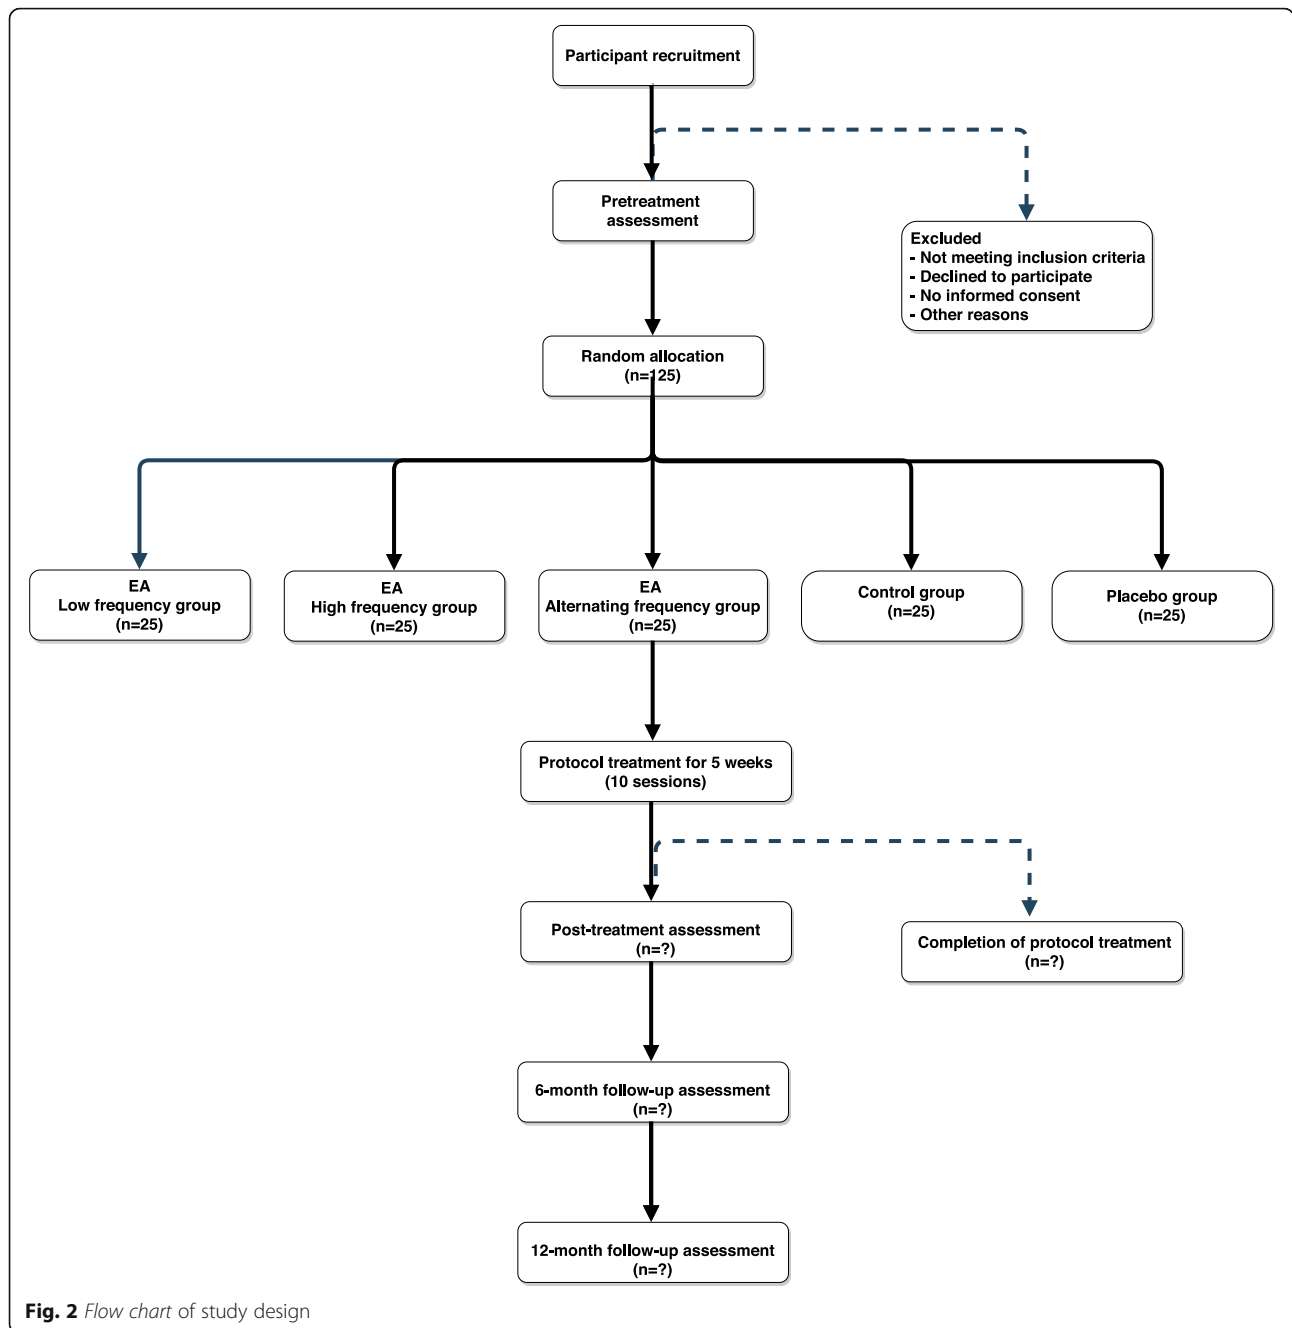 Participant recruitment
Pretreatment
assessment
Excluded
- Not meeting inclusion criteria
- Declined to participate
- No informed consent
- Other reasons
Random allocation
(n=125)
EA
Low frequency group
(n=25)
EA
High frequency group
(n=25)
EA
Alternating frequency group
(n=25)
Control group
(n=25)
Placebo group
(n=25)
Protocol treatment for 5 weeks
(10 sessions)
Post-treatment assessment
(n=?)
Completion of protocol treatment
(n=?)
6-month follow-up assessment
(n=?)
12-month follow-up assessment
(n=?)
Fig. 2 Flow chart of study design